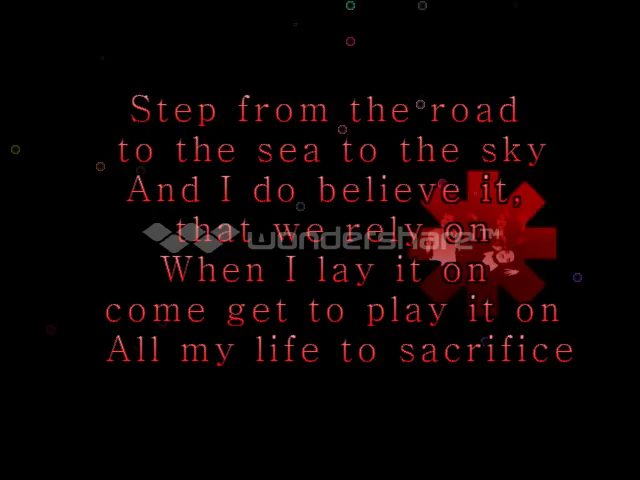 Step from the road
to the sea to the sky
And I do believe it,
that we rely on
wondershare™
When I lay it on
come get to play it on
All my life to sacrifice